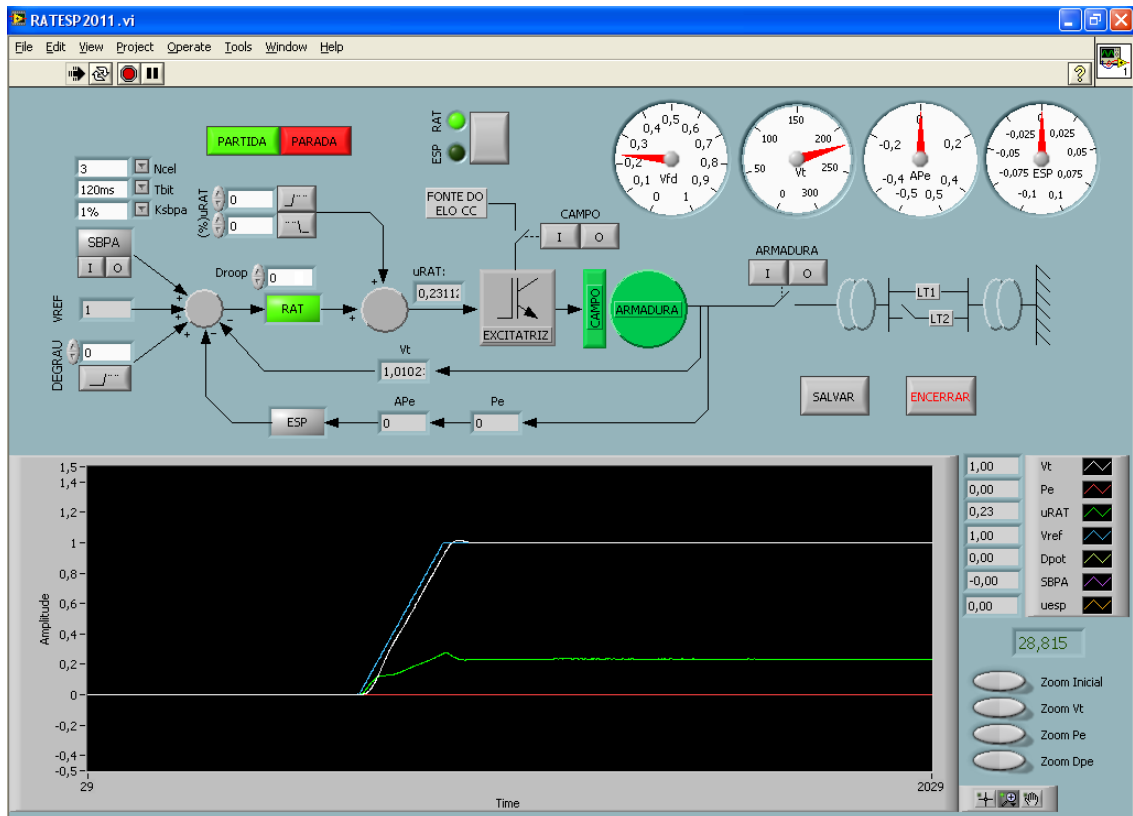 RATESP2011.vi
File Edit View Project Operate Tools Window Help
1
PARTIDA PARADA
RAT
ESP
3 Ncel
120ms Tbit
1% Ksbpa
(%)uRAT
0
0
SBPA
I O
VREF
1
DEGRAU
0
Droop 0
RAT
uRAT:
FONTE DO
ELO CC
CAMPO
I O
EXCITATRIZ
CAMPO
ARMADURA
ARMADURA
I O
LT1
LT2
Vt
APe
0
Pe
0
ESP
0 0,1 0,2 0,3 0,4 0,5 0,6 0,7 0,8 0,9 1
Vfd
0 50 100 150 200 250 300
Vt
-0,5 -0,4 -0,2 0 0,2 0,4 0,5
APe
-0,1 -0,075 -0,05 -0,025 0 0,025 0,05 0,075 0,1
ESP
SALVAR
ENCERRAR
1,5
1,4
1,2
1
0,8
0,6
0,4
0,2
0
-0,2
-0,4
-0,5
Amplitude
29
2029
Time
1,00 Vt
0,00 Pe
0,23 uRAT
1,00 Vref
0,00 Dpot
-0,00 SBPA
0,00 uesp
28,815
Zoom Inicial
Zoom Vt
Zoom Pe
Zoom Dpe